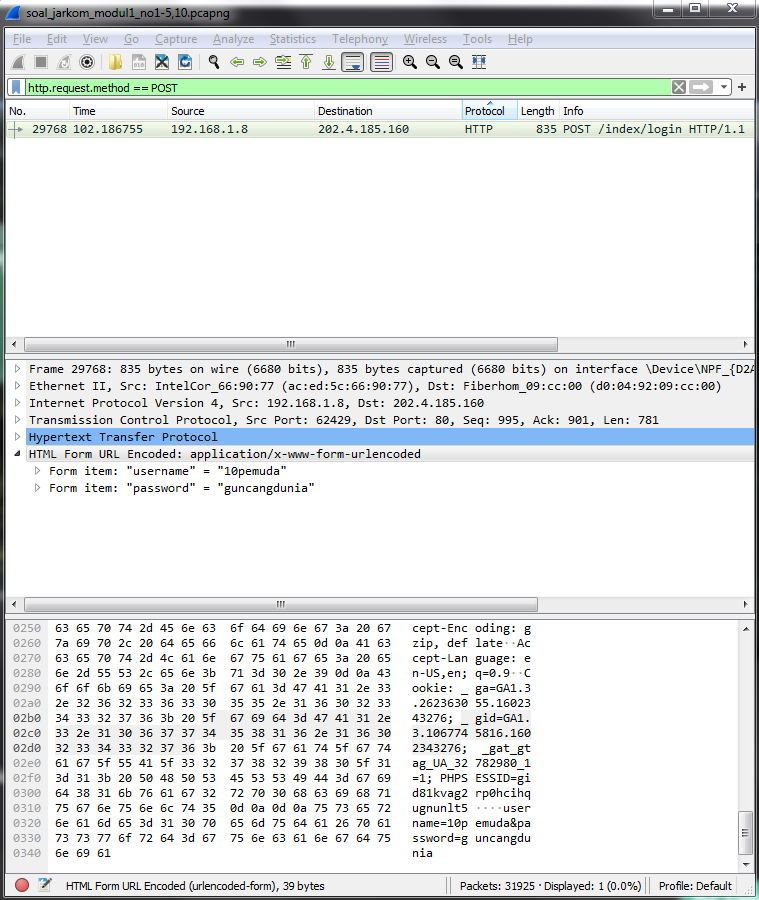 soal_jarkom_modul1_no1-5,10.pcapng
File Edit View Go Capture Analyze Statistics Telephony Wireless Tools Help
http.request.method == POST
No. Time Source Destination Protocol Length Info
29768 102.186755 192.168.1.8 202.4.185.160 HTTP 835 POST /index/login HTTP/1.1
Frame 29768: 835 bytes on wire (6680 bits), 835 bytes captured (6680 bits) on interface \Device\NPF_{D2A
Ethernet II, Src: IntelCor_66:90:77 (ac:ed:5c:66:90:77), Dst: Fiberhom_09:cc:00 (d0:04:92:09:cc:00)
Internet Protocol Version 4, Src: 192.168.1.8, Dst: 202.4.185.160
Transmission Control Protocol, Src Port: 62429, Dst Port: 80, Seq: 995, Ack: 901, Len: 781
Hypertext Transfer Protocol
HTML Form URL Encoded: application/x-www-form-urlencoded
Form item: "username" = "10pemuda"
Form item: "password" = "guncangdunia"
0250 63 65 70 74 2d 45 6e 63 6f 64 69 6e 67 3a 20 67 cept-Enc oding: g
0260 7a 69 70 2c 20 64 65 66 6c 61 74 65 0d 0a 41 63 zip, def late··Ac
0270 63 65 70 74 2d 4c 61 6e 67 75 61 67 65 3a 20 65 cept-Lan guage: e
0280 6e 2d 55 53 2c 65 6e 3b 71 3d 30 2e 39 0d 0a 43 n-US,en; q=0.9··C
0290 6f 6f 6b 69 65 3a 20 5f 67 61 3d 47 41 31 2e 33 ookie: _ ga=GA1.3
02a0 2e 32 36 32 33 36 33 30 35 35 2e 31 36 30 32 33 .2623630 55.16023
02b0 34 33 32 37 36 3b 20 5f 67 69 64 3d 47 41 31 2e 43276; _ gid=GA1.
02c0 33 2e 31 30 36 37 37 34 35 38 31 36 2e 31 36 30 3.106774 5816.160
02d0 32 33 34 33 32 37 36 3b 20 5f 67 61 74 5f 67 74 2343276; _gat_gt
02e0 61 67 5f 55 41 5f 33 32 37 38 32 39 38 30 5f 31 ag_UA_32 782980_1
02f0 3d 31 3b 20 50 48 50 53 45 53 53 49 44 3d 67 69 =1; PHPS ESSID=gi
0300 64 38 31 6b 76 61 67 32 72 70 30 68 63 69 68 71 d81kvag2 rp0hcihq
0310 75 67 6e 75 6e 6c 74 35 0d 0a 0d 0a 75 73 65 72 ugnunlt5 ····user
0320 6e 61 6d 65 3d 31 30 70 65 6d 75 64 61 26 70 61 name=10p emuda&pa
0330 73 73 77 6f 72 64 3d 67 75 6e 63 61 6e 67 64 75 ssword=g uncangdu
0340 6e 69 61 nia
HTML Form URL Encoded (urlencoded-form), 39 bytes Packets: 31925 · Displayed: 1 (0.0%) Profile: Default